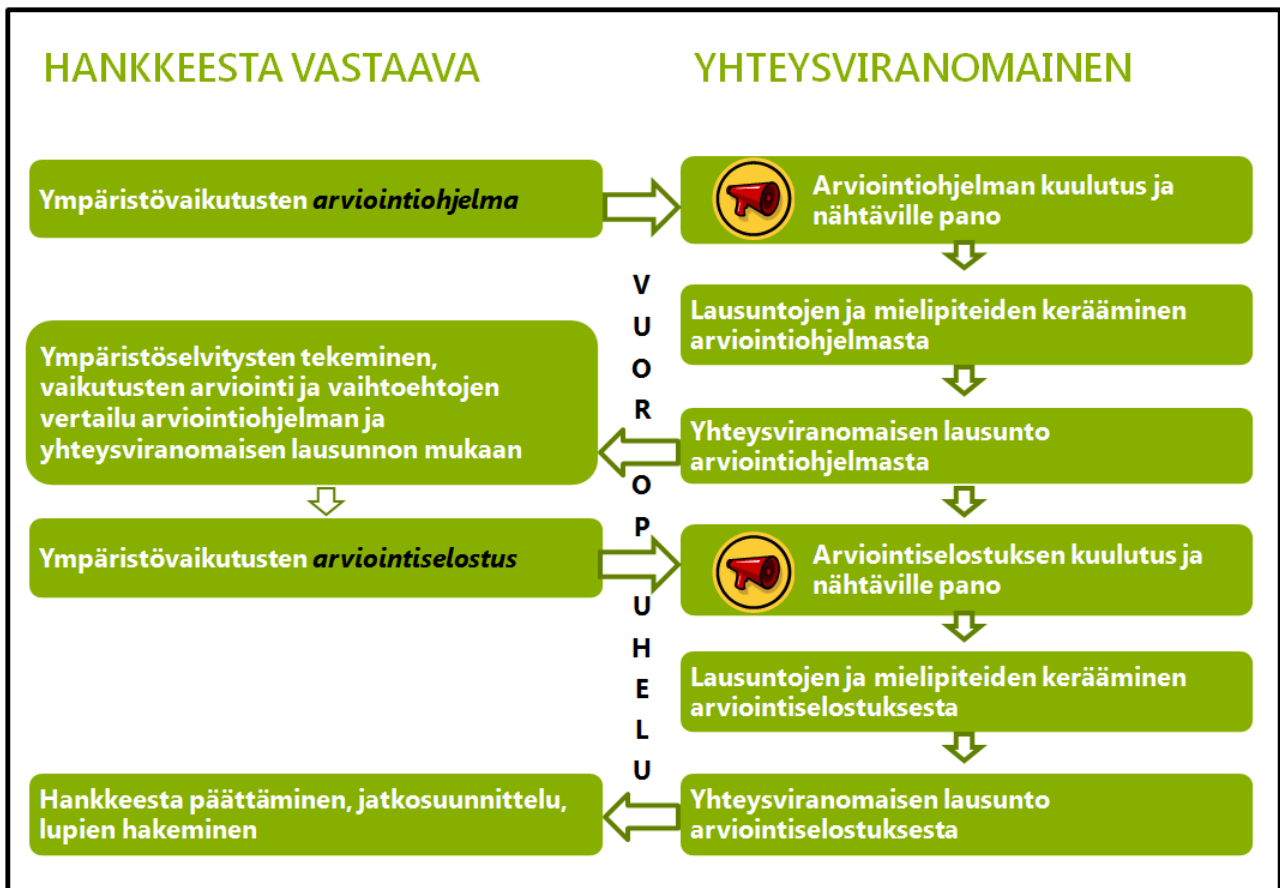 HANKKEESTA VASTAAVA
YHTEYSVIRANOMAINEN
Ympäristövaikutusten arviointiohjelma
Arviointiohjelman kuulutus ja
nähtäville pano
Lausuntojen ja mielipiteiden kerääminen
arviointiohjelmasta
Ympäristöselvitysten tekeminen,
vaikutusten arviointi ja vaihtoehtojen
vertailu arviointiohjelman ja
yhteysviranomaisen lausunnon mukaan
Yhteysviranomaisen lausunto
arviointiohjelmasta
VUOROPUHELU
Ympäristövaikutusten arviointiselostus
Arviointiselostuksen kuulutus ja
nähtäville pano
Lausuntojen ja mielipiteiden kerääminen
arviointiselostuksesta
Hankkeesta päättäminen, jatkosuunnittelu,
lupien hakeminen
Yhteysviranomaisen lausunto
arviointiselostuksesta